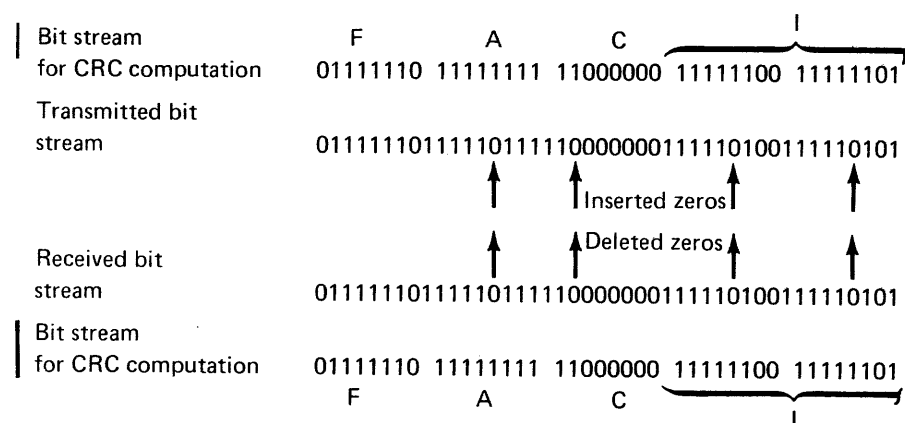 I
F A C
Bit stream
for CRC computation 01111110 11111111 11000000 11111100 11111101
Transmitted bit
stream 01111110111110111110000000111110100111110101
Inserted zeros
Deleted zeros
Received bit
stream 01111110111110111110000000111110100111110101
Bit stream
for CRC computation 01111110 11111111 11000000 11111100 11111101
F A C
I